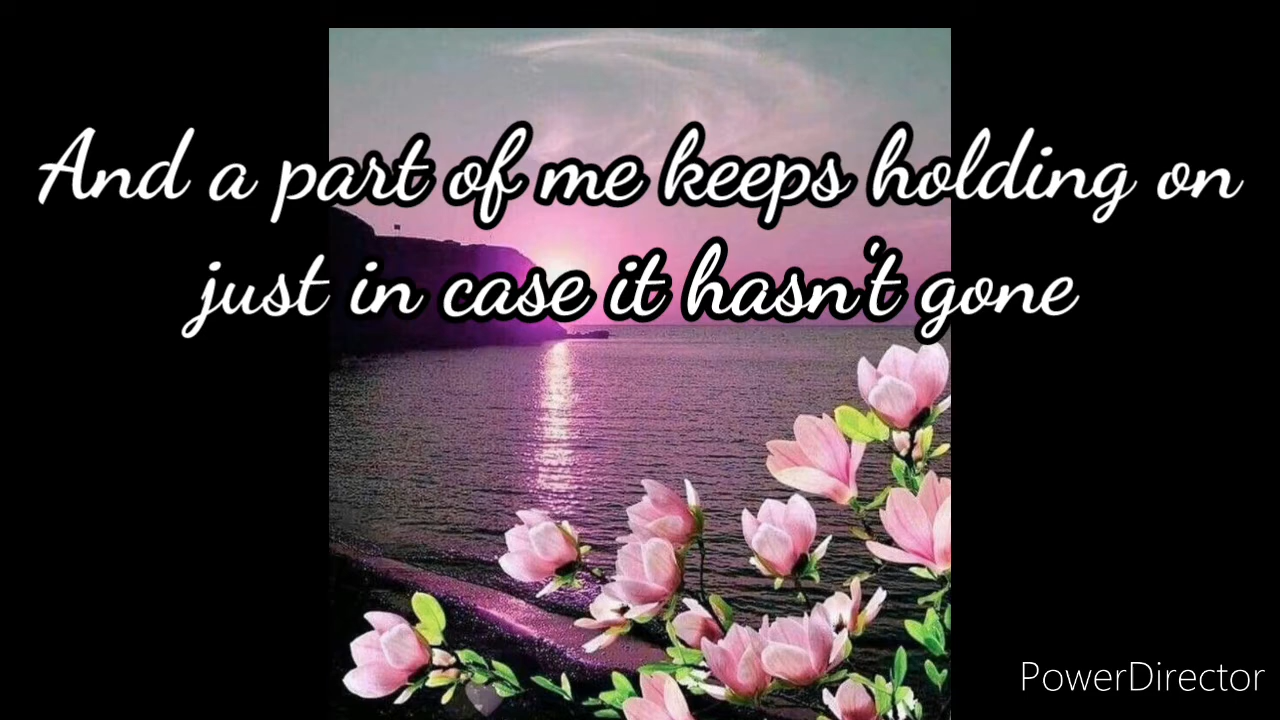 And a part of me keeps holding on
just in case it hasn't gone
PowerDirector